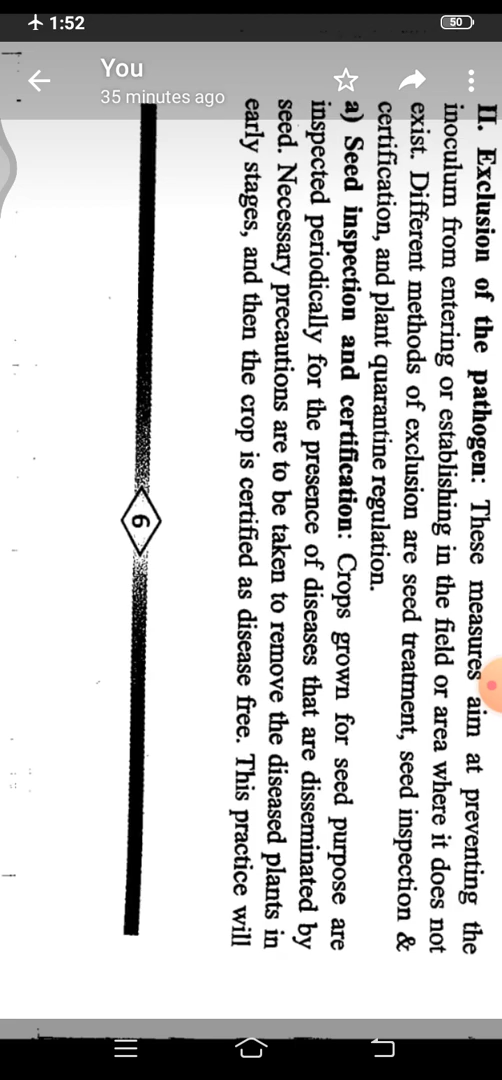 1:52
50
You
35 minutes ago
II. Exclusion of the pathogen: These measures aim at preventing the
inoculum from entering or establishing in the field or area where it does not
exist. Different methods of exclusion are seed treatment, seed inspection &
certification, and plant quarantine regulation.
a) Seed inspection and certification: Crops grown for seed purpose are
inspected periodically for the presence of diseases that are disseminated by
seed. Necessary precautions are to be taken to remove the diseased plants in
early stages, and then the crop is certified as disease free. This practice will
6